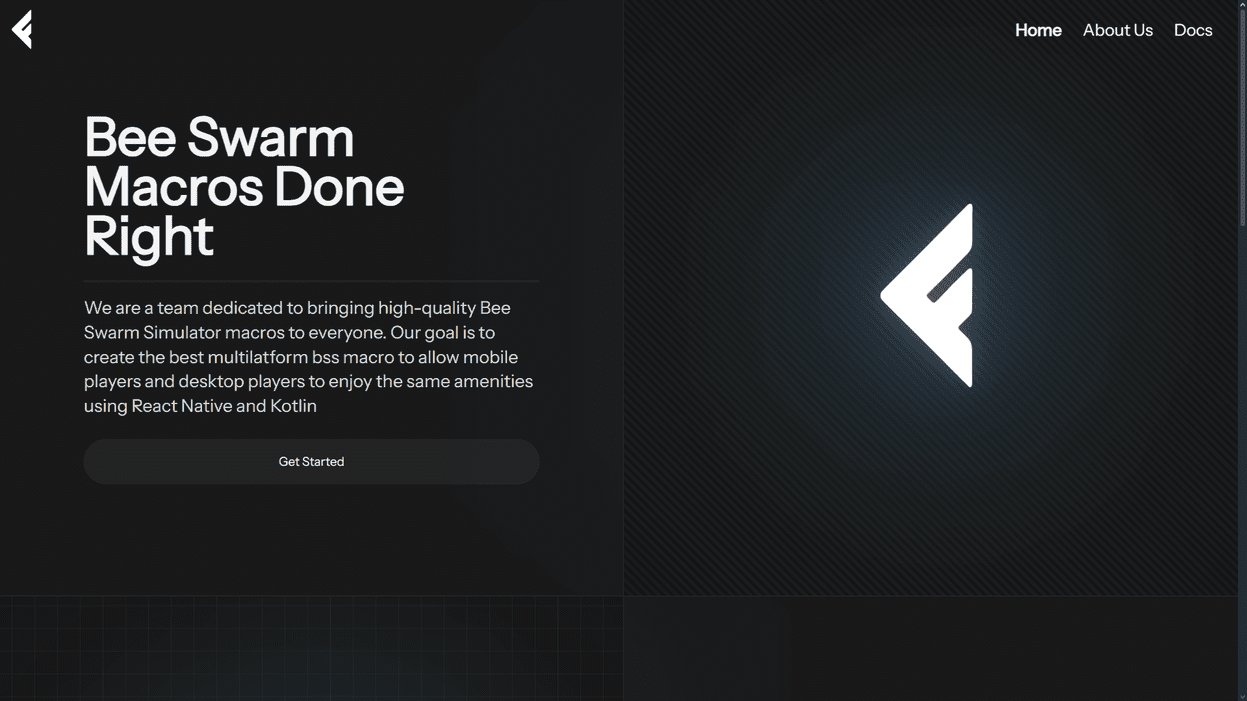 Home About Us Docs
Bee Swarm
Macros Done
Right
We are a team dedicated to bringing high-quality Bee
Swarm Simulator macros to everyone. Our goal is to
create the best multilatform bss macro to allow mobile
players and desktop players to enjoy the same amenities
using React Native and Kotlin
Get Started